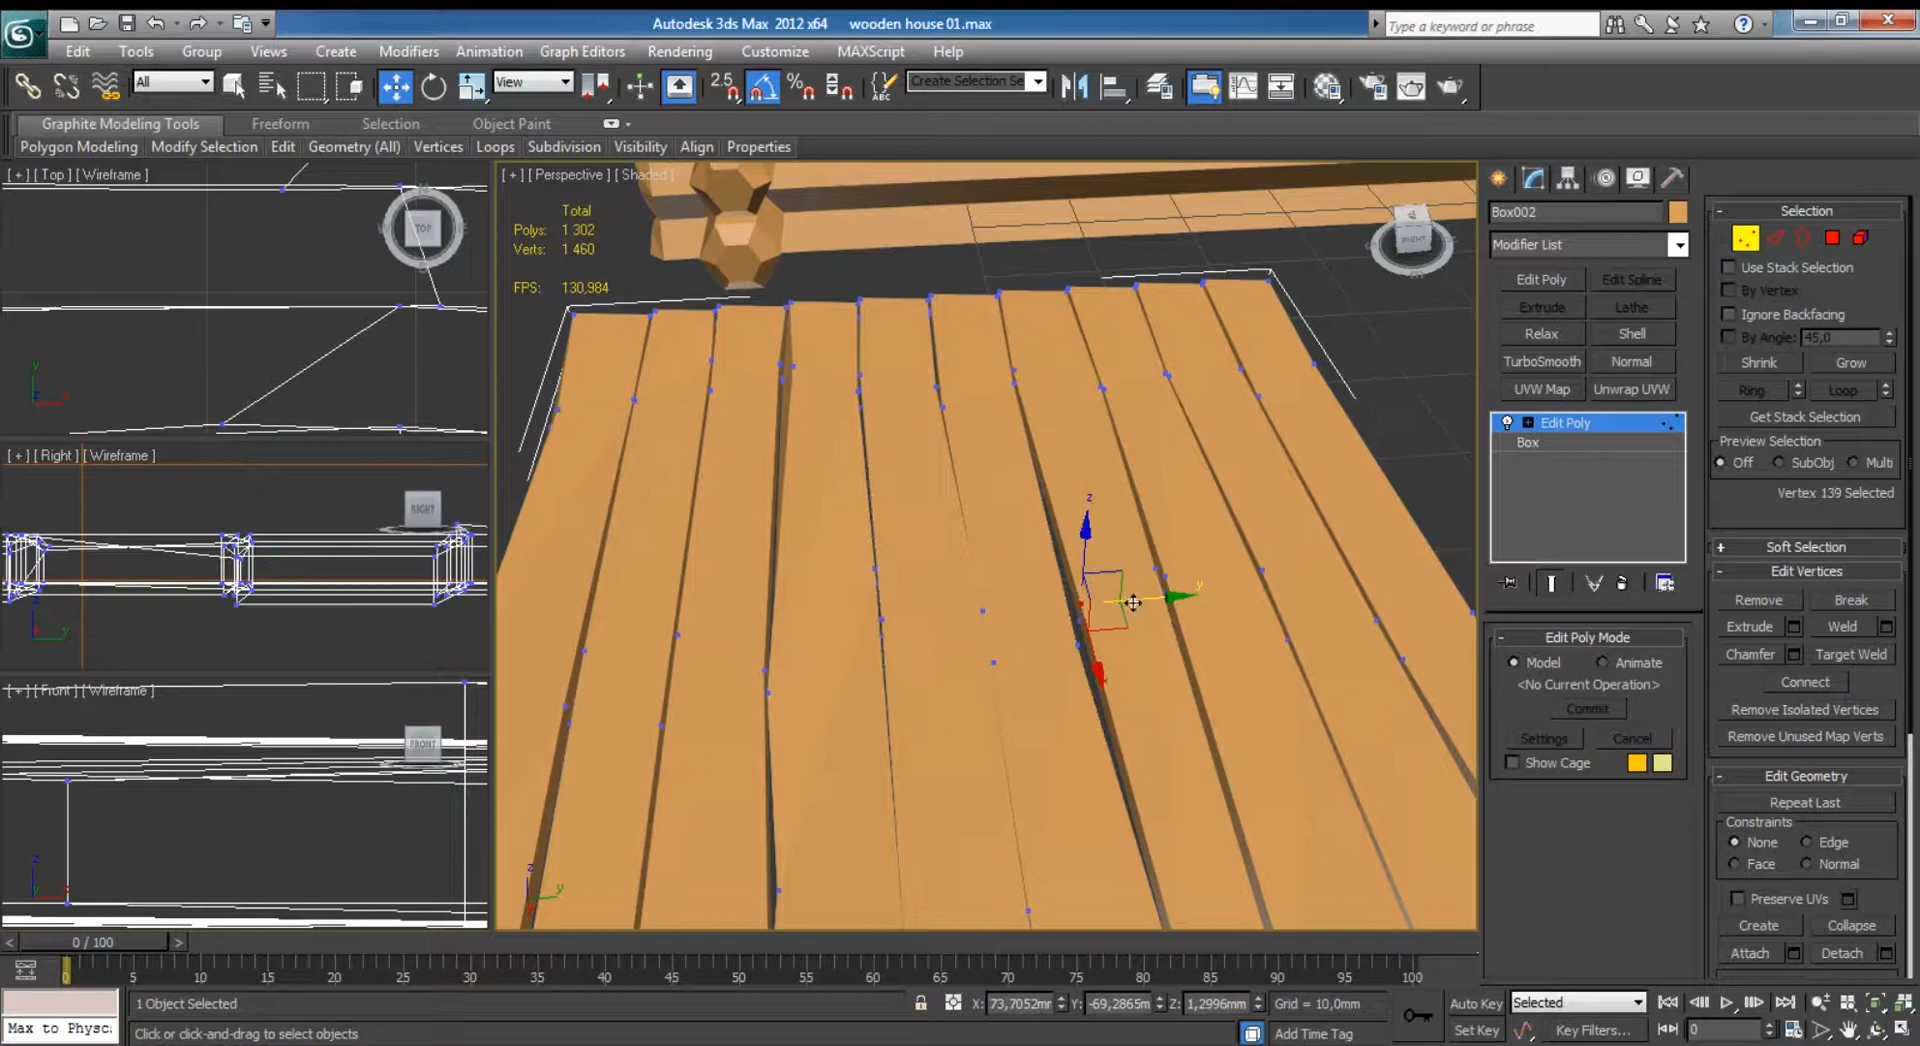 Autodesk 3ds Max 2012 x64 wooden house 01.max
Type a keyword or phrase
Edit Tools Group Views Create Modifiers Animation Graph Editors Rendering Customize MAXScript Help
All View 2.5 Create Selection Se
Graphite Modeling Tools Freeform Selection Object Paint
Polygon Modeling Modify Selection Edit Geometry (All) Vertices Loops Subdivision Visibility Align Properties
[ + ] [ Top ] [ Wireframe ]
TOP
[ + ] [ Right ] [ Wireframe ]
RIGHT
[ + ] [ Front ] [ Wireframe ]
FRONT
[ + ] [ Perspective ] [ Shaded ]
Total
Polys: 1 302
Verts: 1 460
FPS: 130,984
RIGHT
z
y
Box002
Modifier List
Edit Poly Edit Spline
Extrude Lathe
Relax Shell
TurboSmooth Normal
UVW Map Unwrap UVW
Edit Poly
Box
Edit Poly Mode
Model Animate
<No Current Operation>
Commit
Settings Cancel
Show Cage
Selection
Use Stack Selection
By Vertex
Ignore Backfacing
By Angle: 45,0
Shrink Grow
Ring Loop
Get Stack Selection
Preview Selection
Off SubObj Multi
Vertex 139 Selected
Soft Selection
Edit Vertices
Remove Break
Extrude Weld
Chamfer Target Weld
Connect
Remove Isolated Vertices
Remove Unused Map Verts
Edit Geometry
Repeat Last
Constraints
None Edge
Face Normal
Preserve UVs
Create Collapse
Attach Detach
< 0 / 100 >
0 5 10 15 20 25 30 35 40 45 50 55 60 65 70 75 80 85 90 95 100
1 Object Selected X: 73,7052mr Y: -69,2865m Z: 1,2996mm Grid = 10,0mm Auto Key Selected
Max to Physc: Click or click-and-drag to select objects Add Time Tag Set Key Key Filters... 0